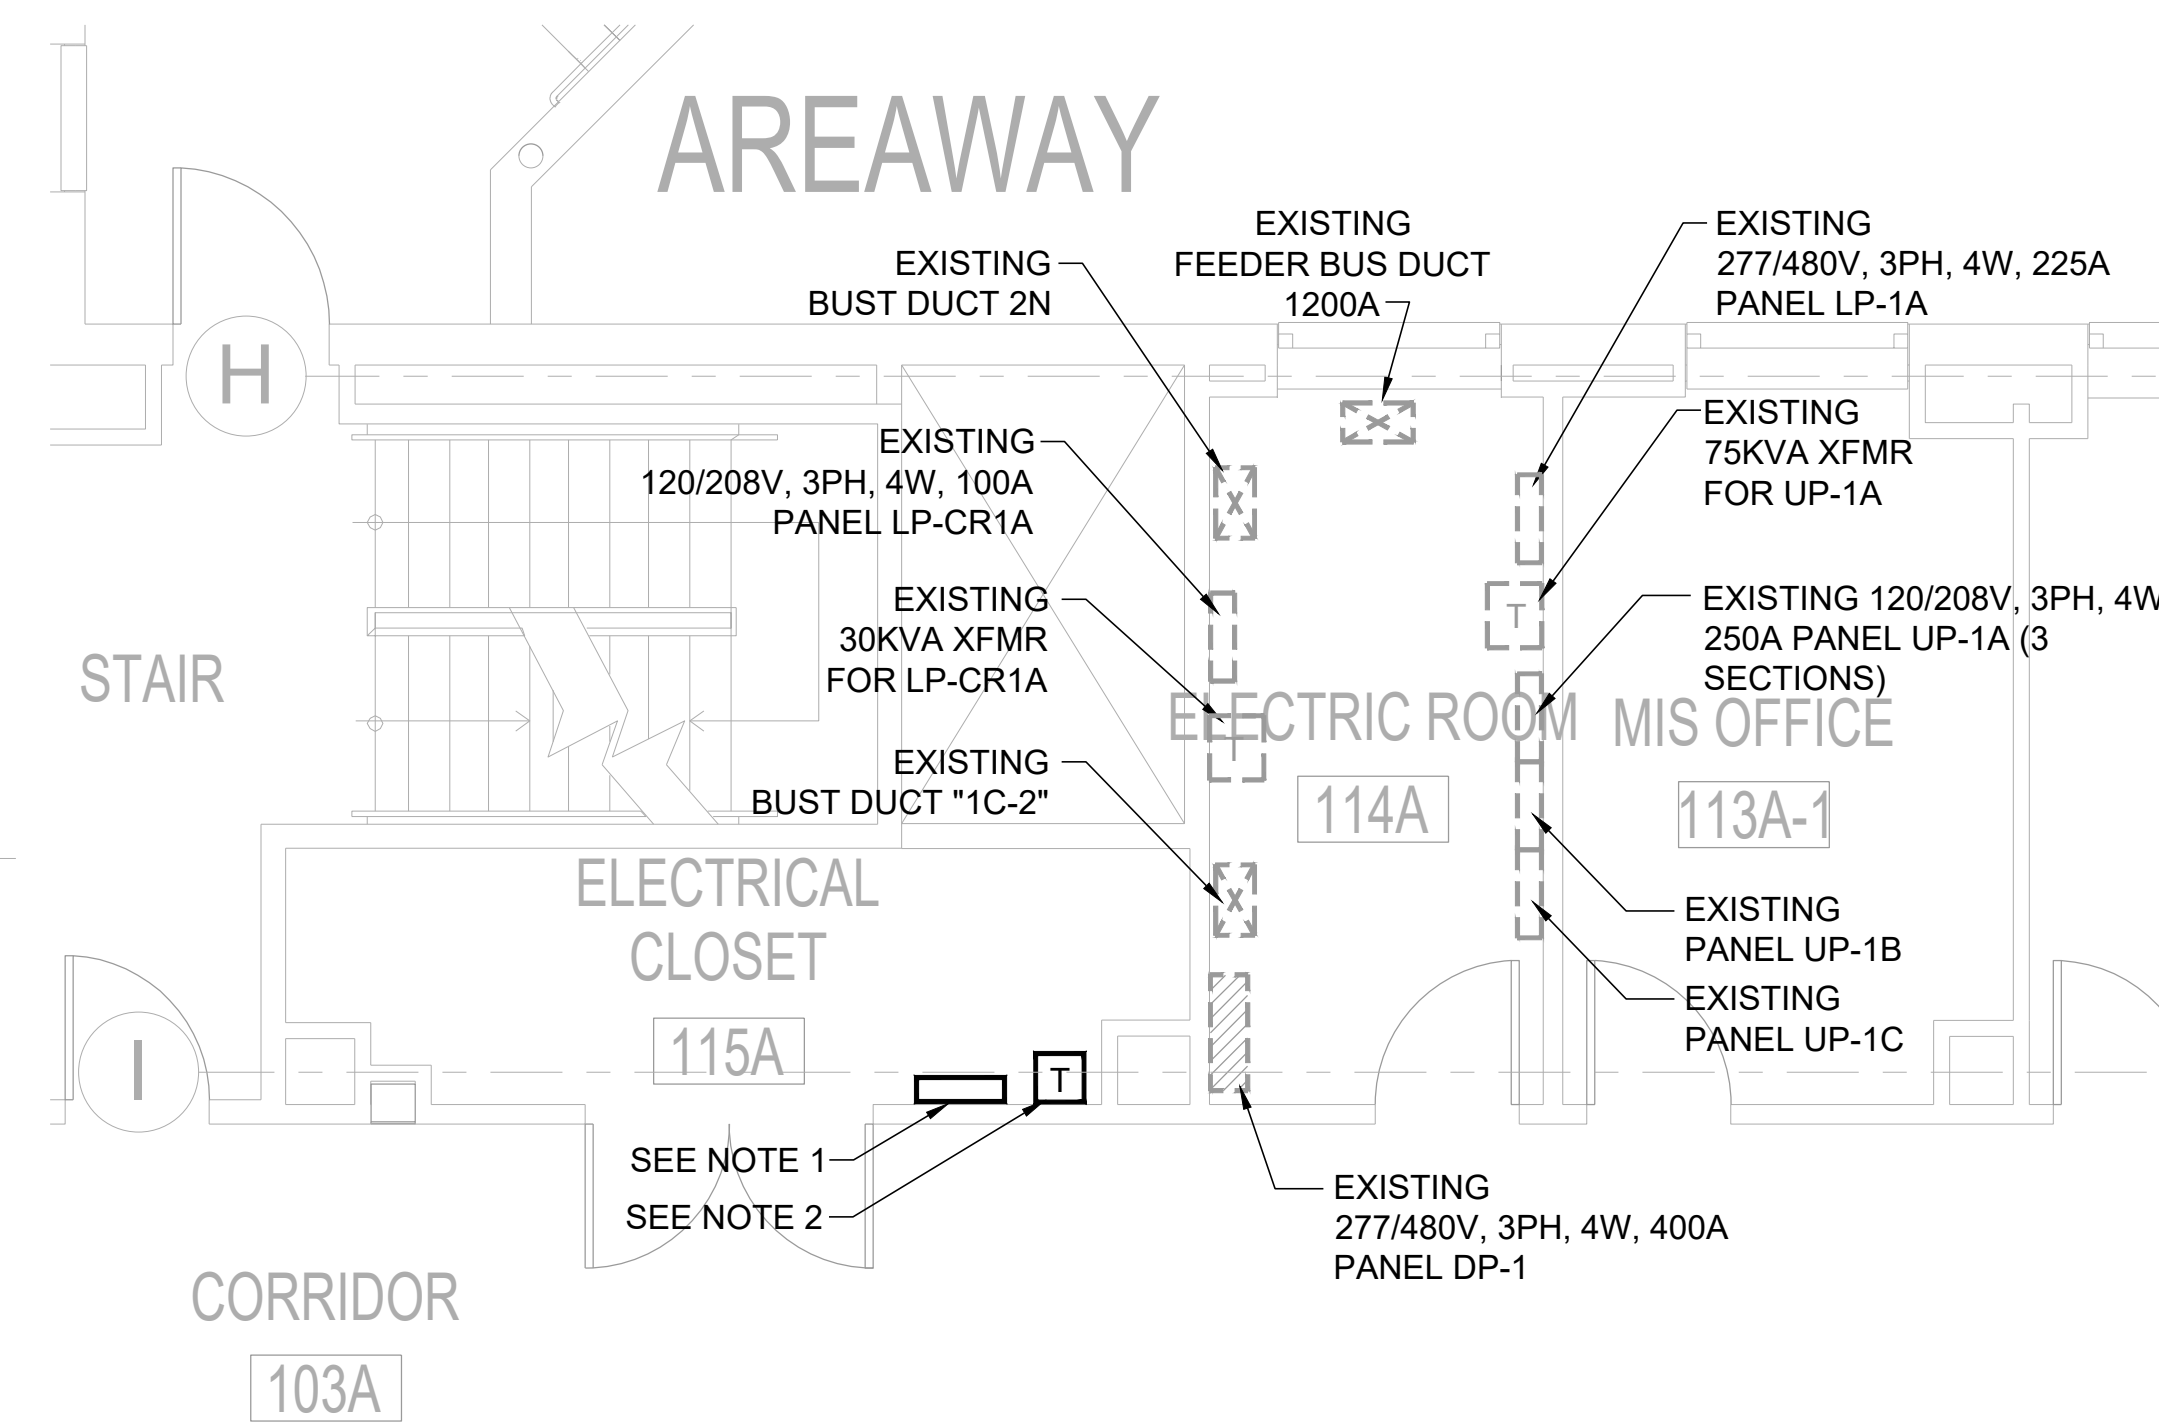 AREAWAY
EXISTING
BUST DUCT 2N
EXISTING
FEEDER BUS DUCT
1200A
EXISTING
277/480V, 3PH, 4W, 225A
PANEL LP-1A
H
EXISTING
120/208V, 3PH, 4W, 100A
PANEL LP-CR1A
EXISTING
75KVA XFMR
FOR UP-1A
EXISTING
30KVA XFMR
FOR LP-CR1A
T
EXISTING 120/208V, 3PH, 4W
250A PANEL UP-1A (3
SECTIONS)
STAIR
ELECTRIC ROOM
114A
T
MIS OFFICE
113A-1
EXISTING
BUST DUCT "1C-2"
ELECTRICAL
CLOSET
115A
EXISTING
PANEL UP-1B
EXISTING
PANEL UP-1C
I
T
SEE NOTE 1
SEE NOTE 2
EXISTING
277/480V, 3PH, 4W, 400A
PANEL DP-1
CORRIDOR
103A